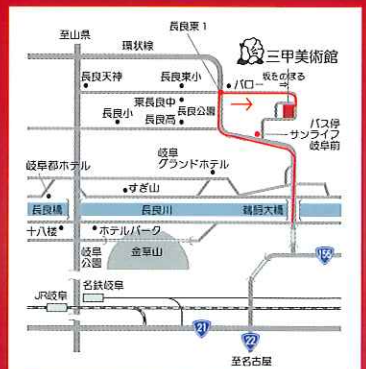 至山県
長良東1
環状線
三甲美術館
坂をのぼる
長良天神
長良東小
バロー
東長良中
長良公園
長良小
長良高
バス停
サンライフ
岐阜前
岐阜
グランドホテル
岐阜都ホテル
すぎ山
長良橋
長良川
鵜飼大橋
十八楼
ホテルパーク
岐阜
公園
金華山
156
名鉄岐阜
JR岐阜
21
22
至名古屋